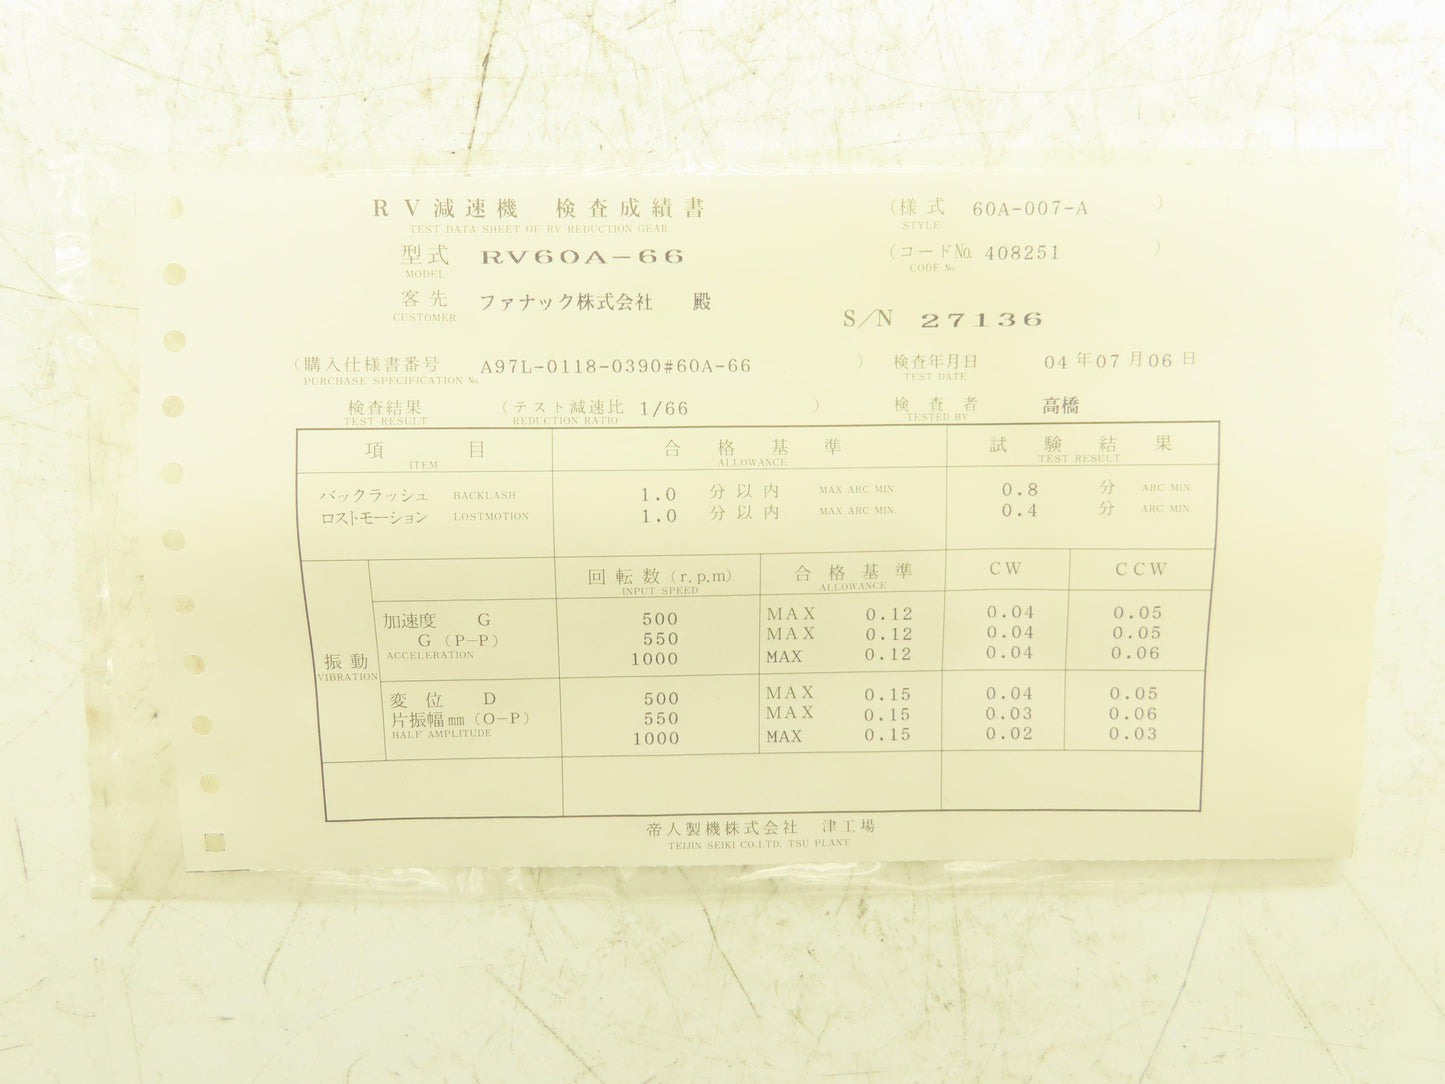 RV減速機 検査成績書 (様式 60A-007-A )
TEST DATA SHEET OF RV REDUCTION GEAR STYLE
型式 RV60A-66 (コードNo. 408251 )
MODEL CODE No
客先 ファナック株式会社 殿
CUSTOMER S/N 27136
(購入仕様書番号 A97L-0118-0390#60A-66 ) 検査年月日 04年07月06日
PURCHASE SPECIFICATION No TEST DATE
検査結果 (テスト減速比 1/66 ) 検査者 高橋
TEST RESULT REDUCTION RATIO TESTED BY
項目 合格基準 試験結果
ITEM ALLOWANCE TEST RESULT
バックラッシュ BACKLASH 1.0 分以内 MAX ARC MIN. 0.8 分 ARC MIN.
ロストモーション LOSTMOTION 1.0 分以内 MAX ARC MIN. 0.4 分 ARC MIN.
回転数(r.p.m) 合格基準 CW CCW
INPUT SPEED ALLOWANCE
加速度 G 500 MAX 0.12 0.04 0.05
G(P-P) 550 MAX 0.12 0.04 0.05
ACCELERATION 1000 MAX 0.12 0.04 0.06
振動
VIBRATION
変位 D 500 MAX 0.15 0.04 0.05
片振幅mm(O-P) 550 MAX 0.15 0.03 0.06
HALF AMPLITUDE 1000 MAX 0.15 0.02 0.03
帝人製機株式会社 津工場
TEIJIN SEIKI CO.LTD. TSU PLANT